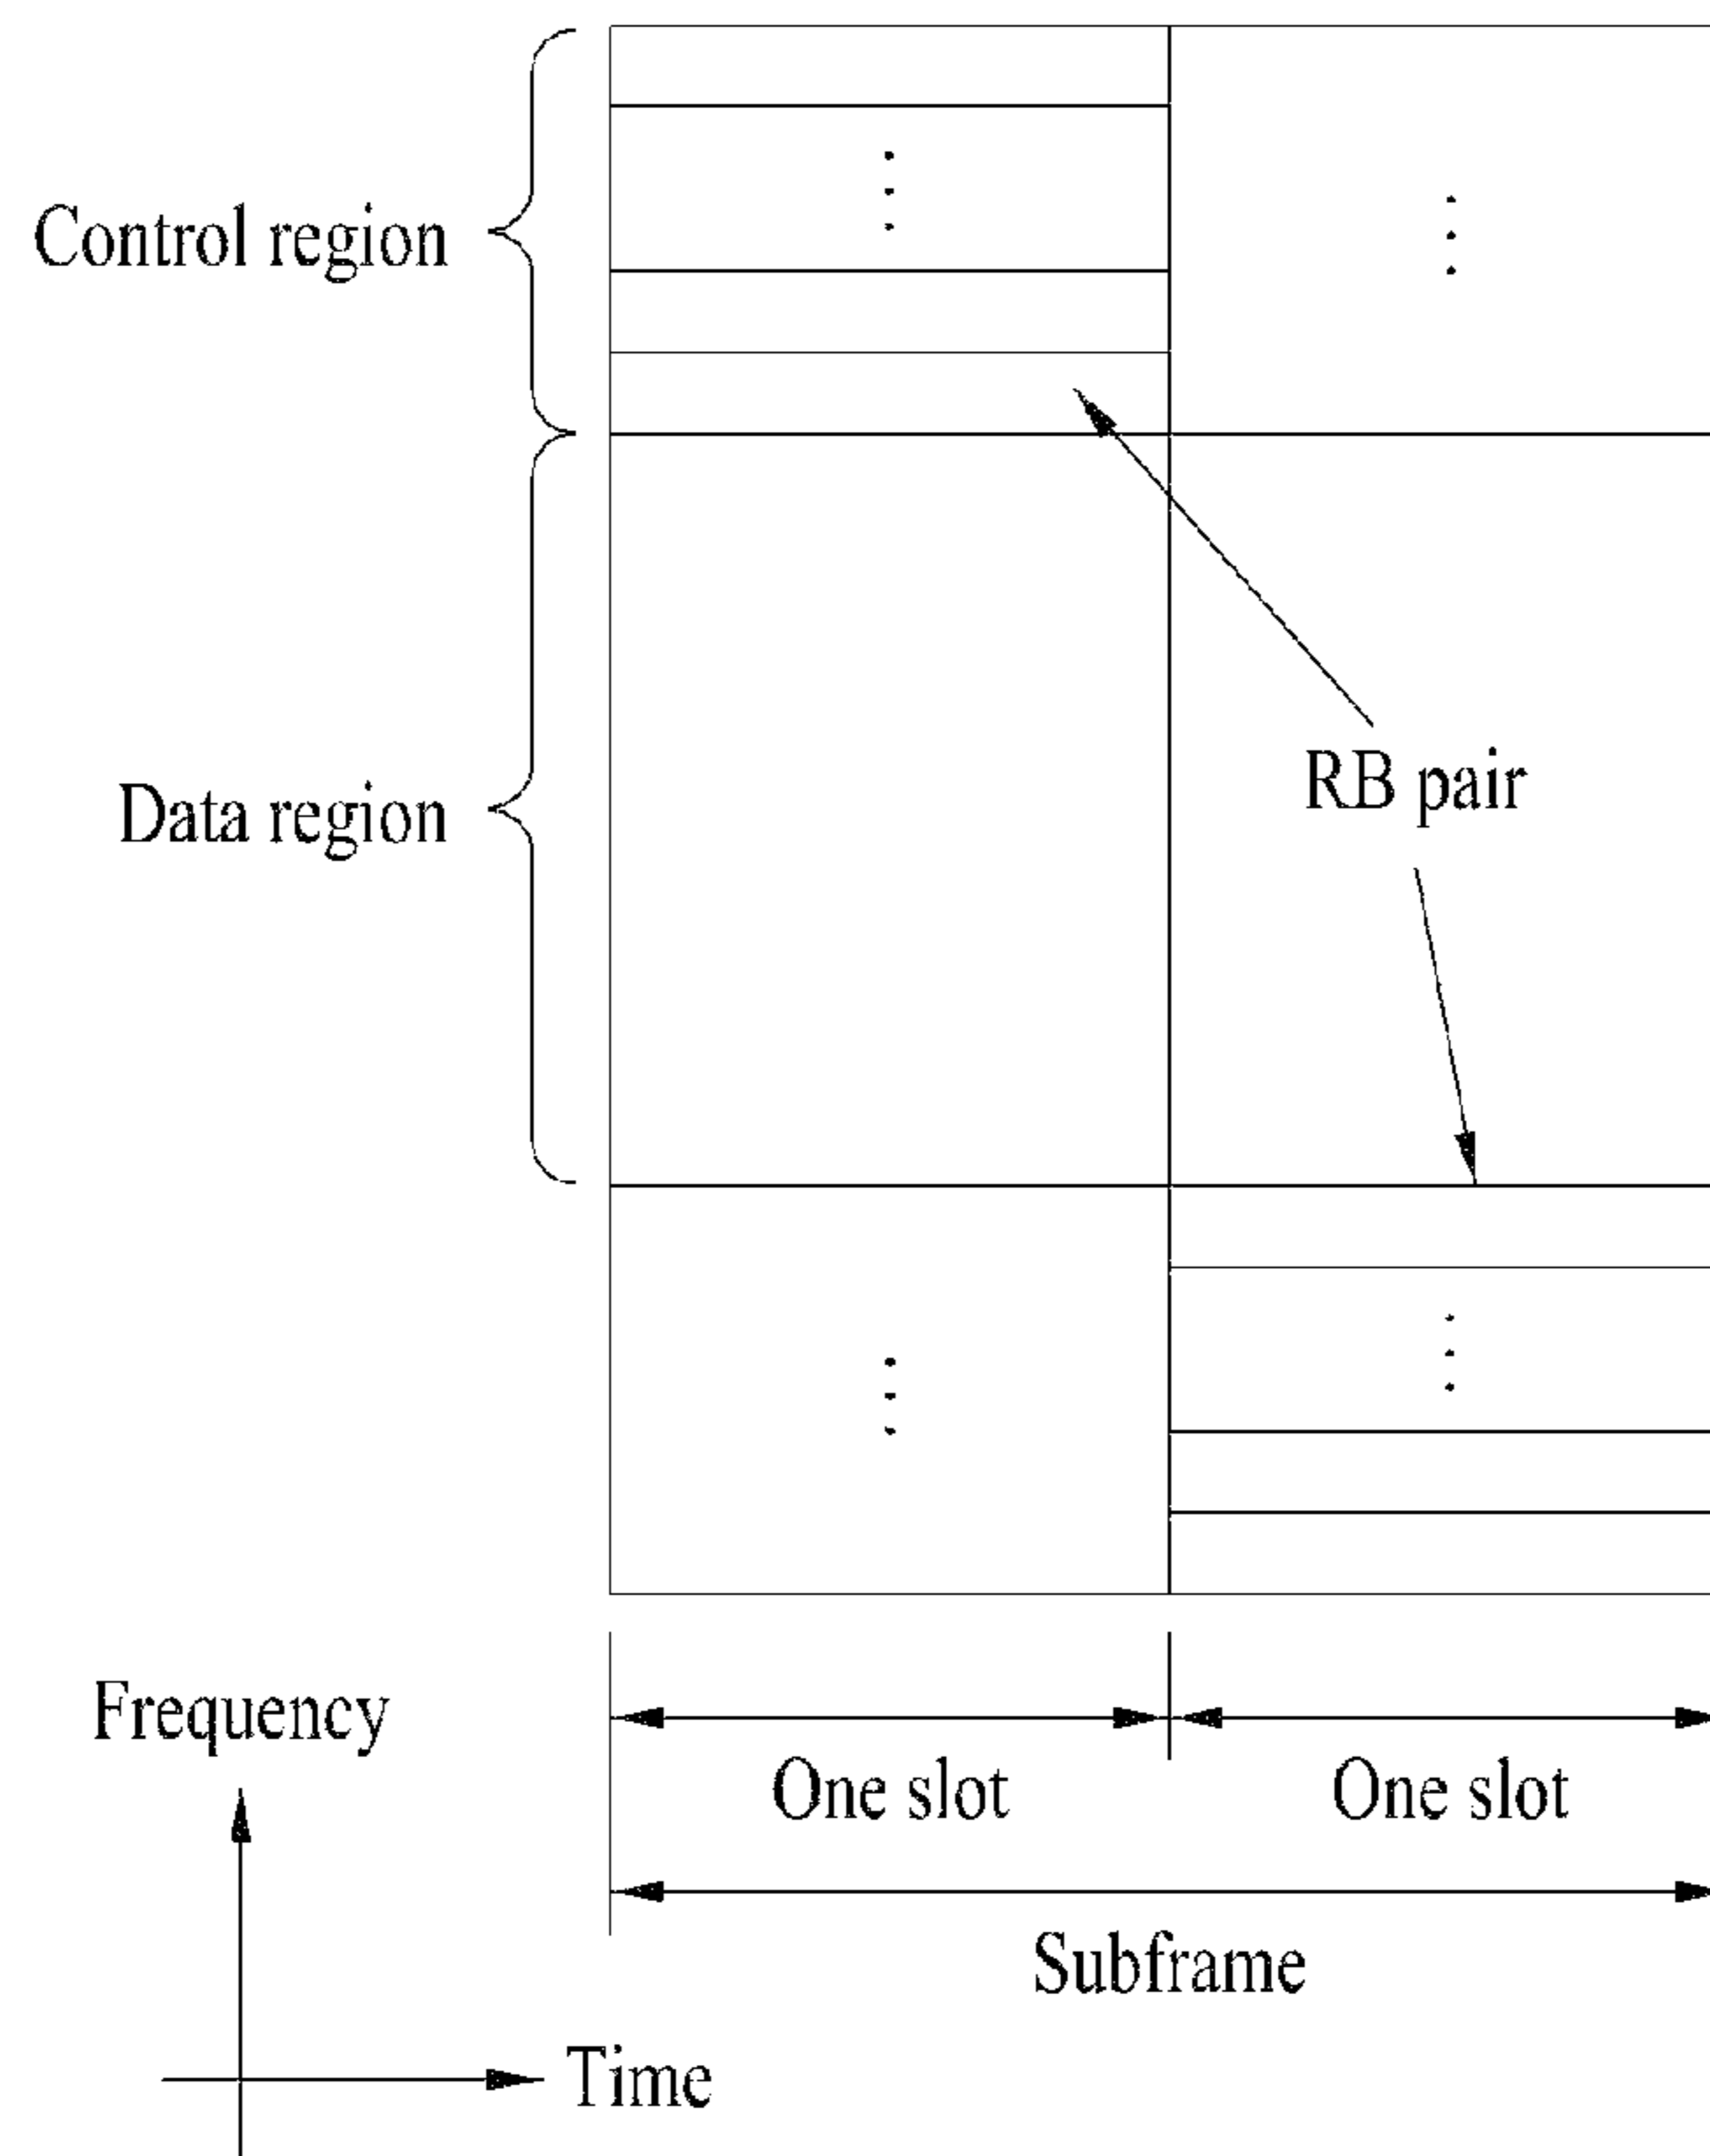 Control region
Data region
RB pair
Frequency
One slot
One slot
Subframe
Time